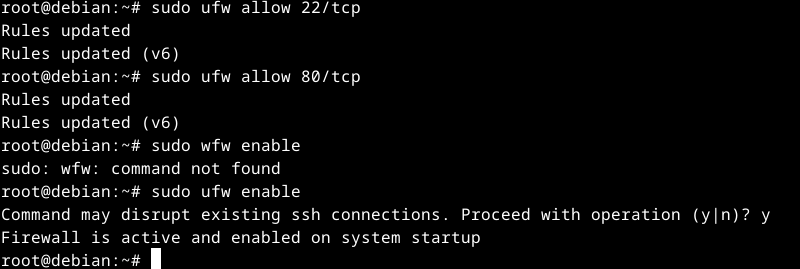 root@debian:~# sudo ufw allow 22/tcp
Rules updated
Rules updated (v6)
root@debian:~# sudo ufw allow 80/tcp
Rules updated
Rules updated (v6)
root@debian:~# sudo wfw enable
sudo: wfw: command not found
root@debian:~# sudo ufw enable
Command may disrupt existing ssh connections. Proceed with operation (y|n)? y
Firewall is active and enabled on system startup
root@debian:~#